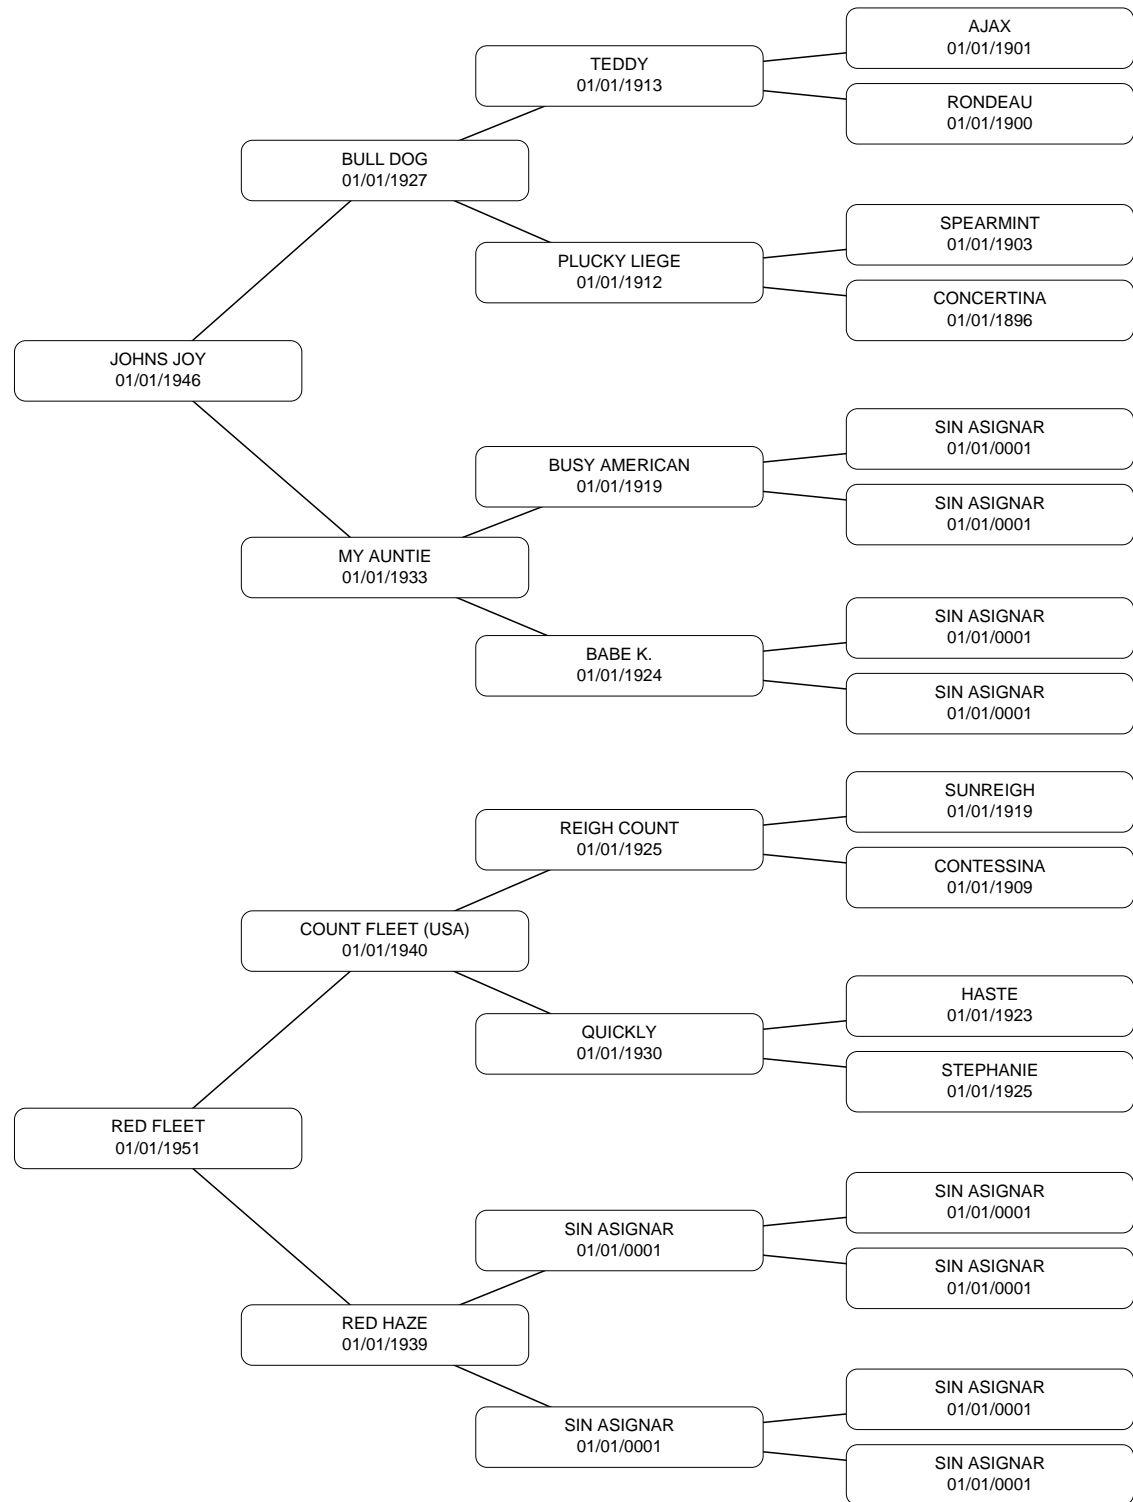 AJAX
01/01/1901
TEDDY
01/01/1913
RONDEAU
01/01/1900
BULL DOG
01/01/1927
SPEARMINT
01/01/1903
PLUCKY LIEGE
01/01/1912
CONCERTINA
01/01/1896
JOHNS JOY
01/01/1946
SIN ASIGNAR
01/01/0001
BUSY AMERICAN
01/01/1919
SIN ASIGNAR
01/01/0001
MY AUNTIE
01/01/1933
SIN ASIGNAR
01/01/0001
BABE K.
01/01/1924
SIN ASIGNAR
01/01/0001
SUNREIGH
01/01/1919
REIGH COUNT
01/01/1925
CONTESSINA
01/01/1909
COUNT FLEET (USA)
01/01/1940
HASTE
01/01/1923
QUICKLY
01/01/1930
STEPHANIE
01/01/1925
RED FLEET
01/01/1951
SIN ASIGNAR
01/01/0001
SIN ASIGNAR
01/01/0001
SIN ASIGNAR
01/01/0001
RED HAZE
01/01/1939
SIN ASIGNAR
01/01/0001
SIN ASIGNAR
01/01/0001
SIN ASIGNAR
01/01/0001